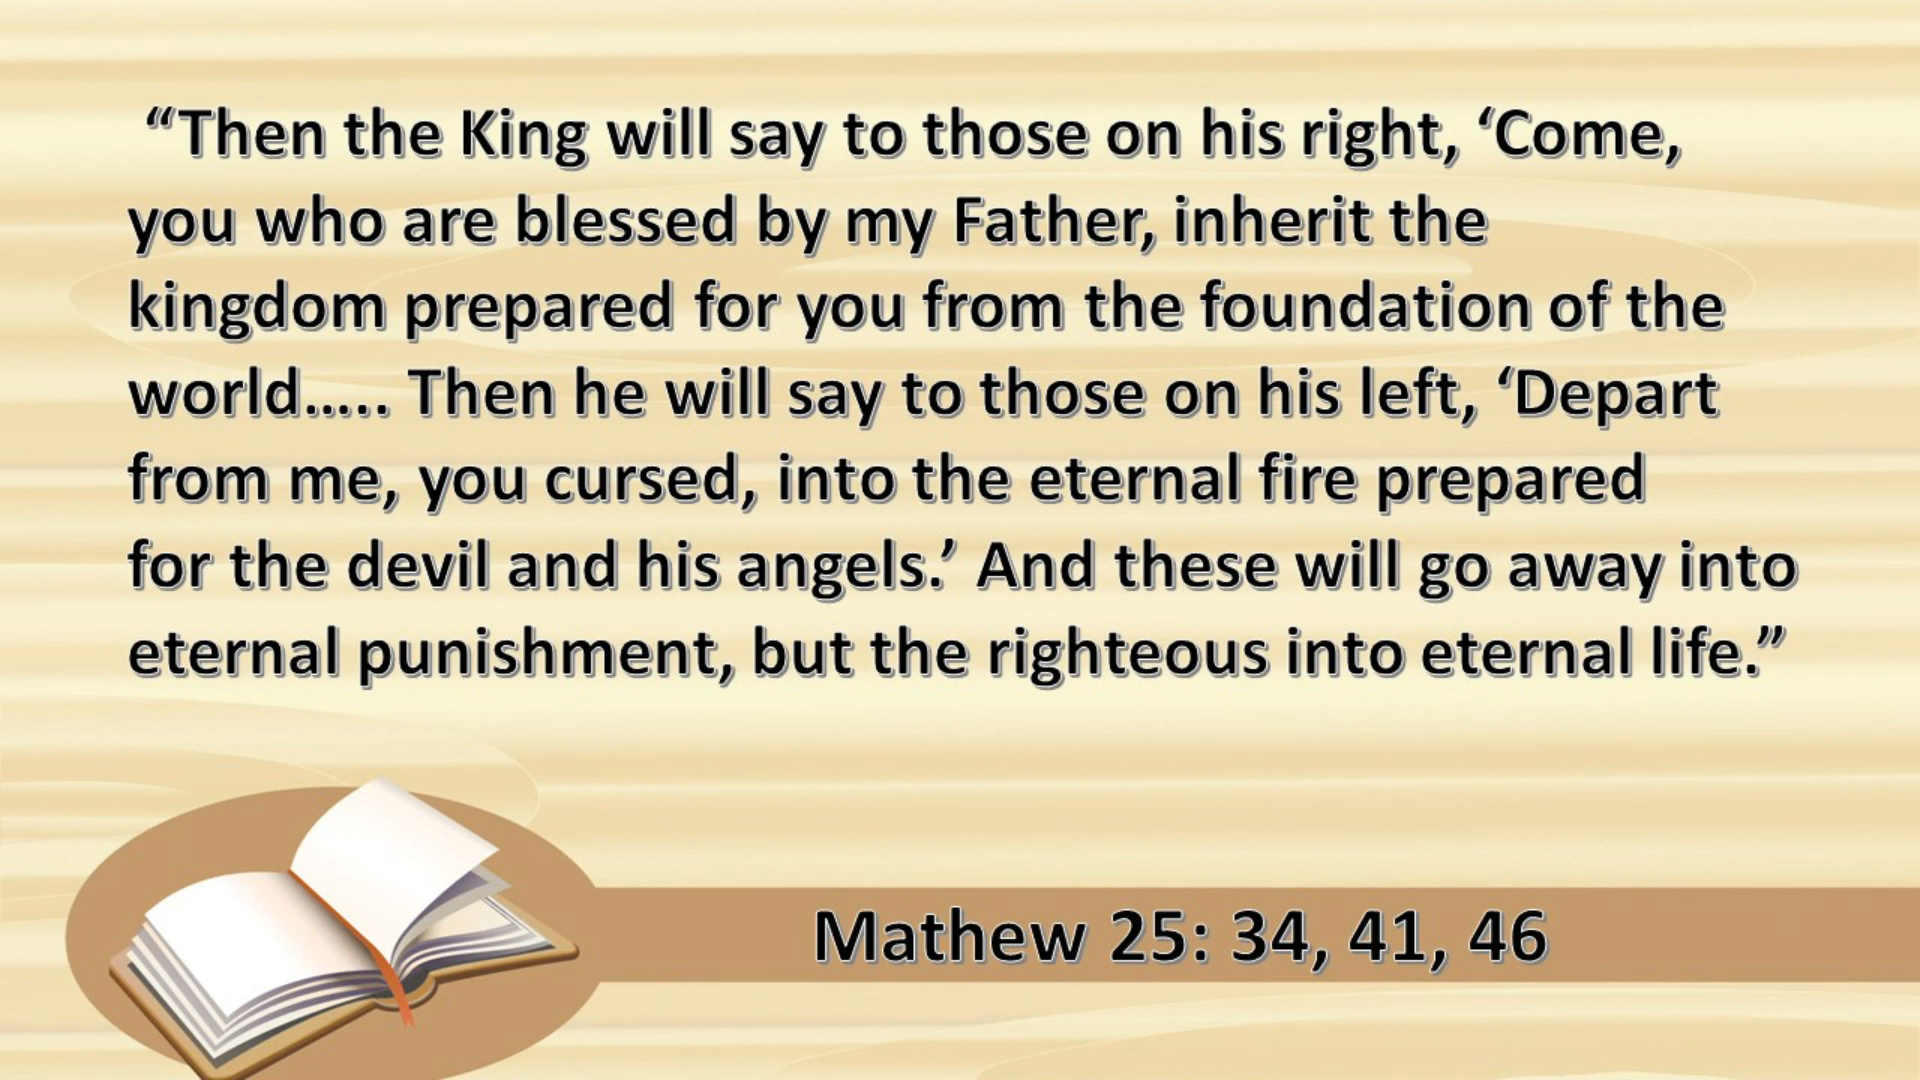 “Then the King will say to those on his right, ‘Come,
you who are blessed by my Father, inherit the
kingdom prepared for you from the foundation of the
world….. Then he will say to those on his left, ‘Depart
from me, you cursed, into the eternal fire prepared
for the devil and his angels.’ And these will go away into
eternal punishment, but the righteous into eternal life.”
Mathew 25: 34, 41, 46